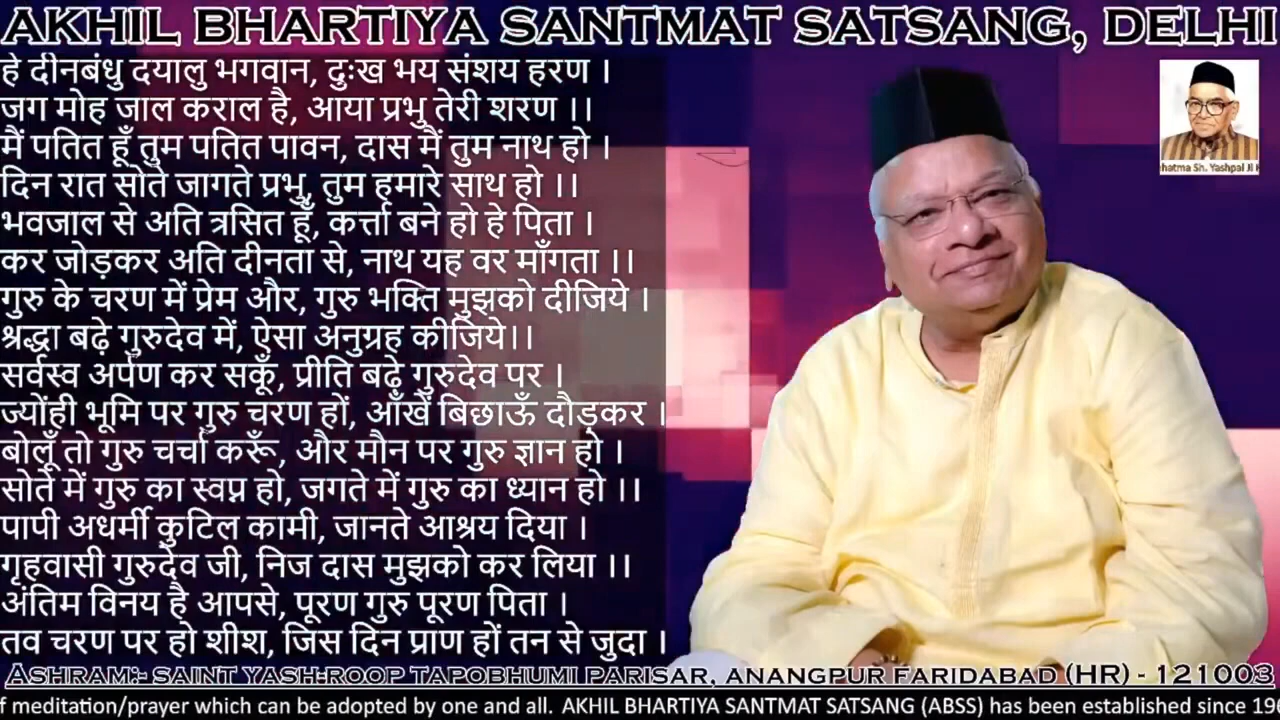 AKHIL BHARTIYA SANTMAT SATSANG, DELHI
हे दीनबंधु दयालु भगवान, दुःख भय संशय हरण ।
जग मोह जाल कराल है, आया प्रभु तेरी शरण ।।
मैं पतित हूँ तुम पतित पावन, दास मैं तुम नाथ हो ।
दिन रात सोते जागते प्रभु, तुम हमारे साथ हो ।।
भवजाल से अति त्रसित हूँ, कर्त्ता बने हो हे पिता ।
कर जोड़कर अति दीनता से, नाथ यह वर माँगता ।।
गुरु के चरण में प्रेम और, गुरु भक्ति मुझको दीजिये ।
श्रद्धा बढ़े गुरुदेव में, ऐसा अनुग्रह कीजिये।।
सर्वस्व अर्पण कर सकूँ, प्रीति बढ़े गुरुदेव पर ।
ज्योंही भूमि पर गुरु चरण हों, आँखें बिछाऊँ दौड़कर ।
बोलूँ तो गुरु चर्चा करूँ, और मौन पर गुरु ज्ञान हो ।
सोते में गुरु का स्वप्न हो, जगते में गुरु का ध्यान हो ।।
पापी अधर्मी कुटिल कामी, जानते आश्रय दिया ।
गृहवासी गुरुदेव जी, निज दास मुझको कर लिया ।।
अंतिम विनय है आपसे, पूरण गुरु पूरण पिता ।
तव चरण पर हो शीश, जिस दिन प्राण हों तन से जुदा ।
hatma Sh. Yashpal Ji
ASHRAM:- SAINT YASH-ROOP TAPOBHUMI PARISAR, ANANGPUR FARIDABAD (HR) - 121003
f meditation/prayer which can be adopted by one and all. AKHIL BHARTIYA SANTMAT SATSANG (ABSS) has been established since 19